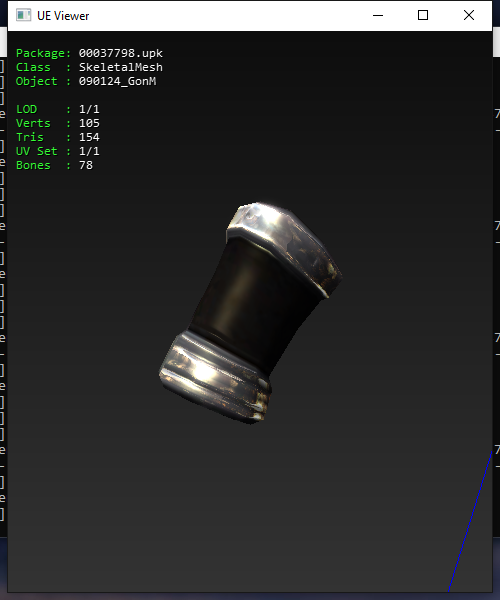 UE Viewer
Package: 00037798.upk
Class : SkeletalMesh
Object : 090124_GonM
LOD : 1/1
Verts : 105
Tris : 154
UV Set : 1/1
Bones : 78